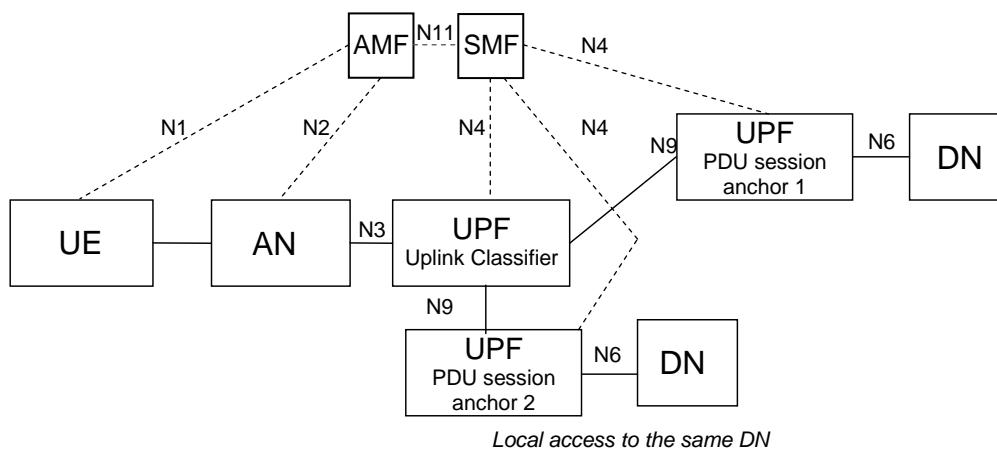 AMF
N11
SMF
N4
N1
N2
N4
N4
N9
UPF
PDU session
anchor 1
N6
DN
UE
AN
N3
UPF
Uplink Classifier
N9
UPF
PDU session
anchor 2
N6
DN
Local access to the same DN